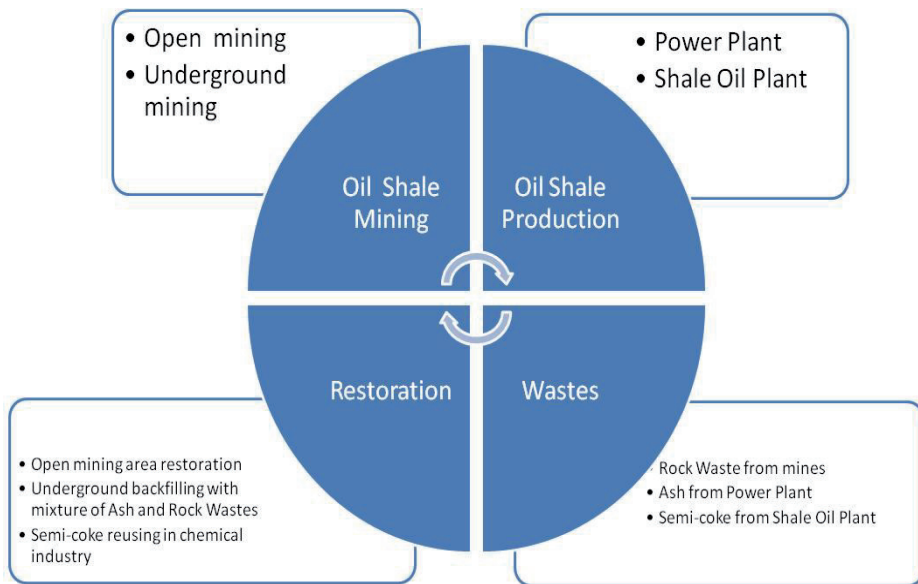 • Open mining
• Underground
mining
• Power Plant
• Shale Oil Plant
Oil Shale
Mining
Oil Shale
Production
Restoration
Wastes
• Open mining area restoration
• Underground backfilling with
mixture of Ash and Rock Wastes
• Semi-coke reusing in chemical
industry
• Rock Waste from mines
• Ash from Power Plant
• Semi-coke from Shale Oil Plant